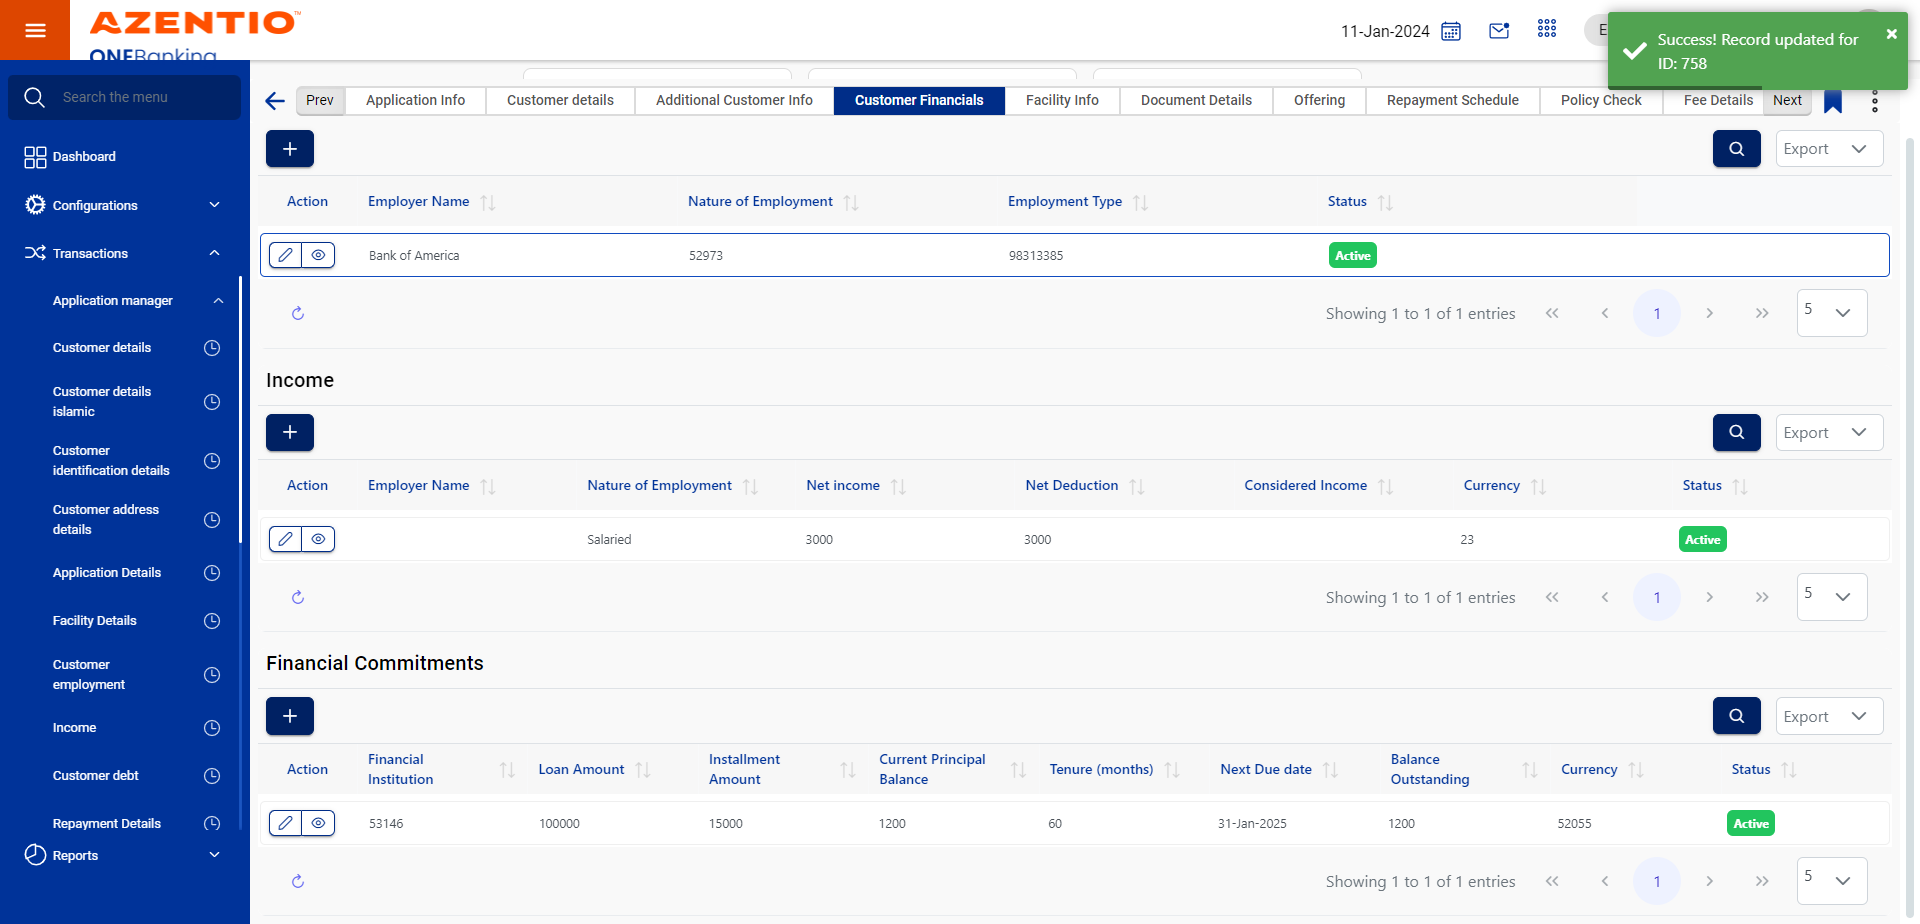 AZENTIO™
ONEBanking
11-Jan-2024
E
Success! Record updated for
ID: 758
Search the menu
Dashboard
Configurations
Transactions
Application manager
Customer details
Customer details
islamic
Customer
identification details
Customer address
details
Application Details
Facility Details
Customer
employment
Income
Customer debt
Repayment Details
Reports
Prev
Application Info
Customer details
Additional Customer Info
Customer Financials
Facility Info
Document Details
Offering
Repayment Schedule
Policy Check
Fee Details
Next
+
Export
Action Employer Name Nature of Employment Employment Type Status
Bank of America 52973 98313385 Active
Showing 1 to 1 of 1 entries « ‹ 1 › » 5
Income
+
Export
Action Employer Name Nature of Employment Net income Net Deduction Considered Income Currency Status
Salaried 3000 3000 23 Active
Showing 1 to 1 of 1 entries « ‹ 1 › » 5
Financial Commitments
+
Export
Action Financial Institution Loan Amount Installment Amount Current Principal Balance Tenure (months) Next Due date Balance Outstanding Currency Status
53146 100000 15000 1200 60 31-Jan-2025 1200 52055 Active
Showing 1 to 1 of 1 entries « ‹ 1 › » 5